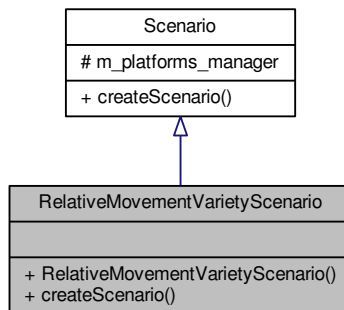 Scenario
# m_platforms_manager
+ createScenario()
RelativeMovementVarietyScenario
+ RelativeMovementVarietyScenario()
+ createScenario()